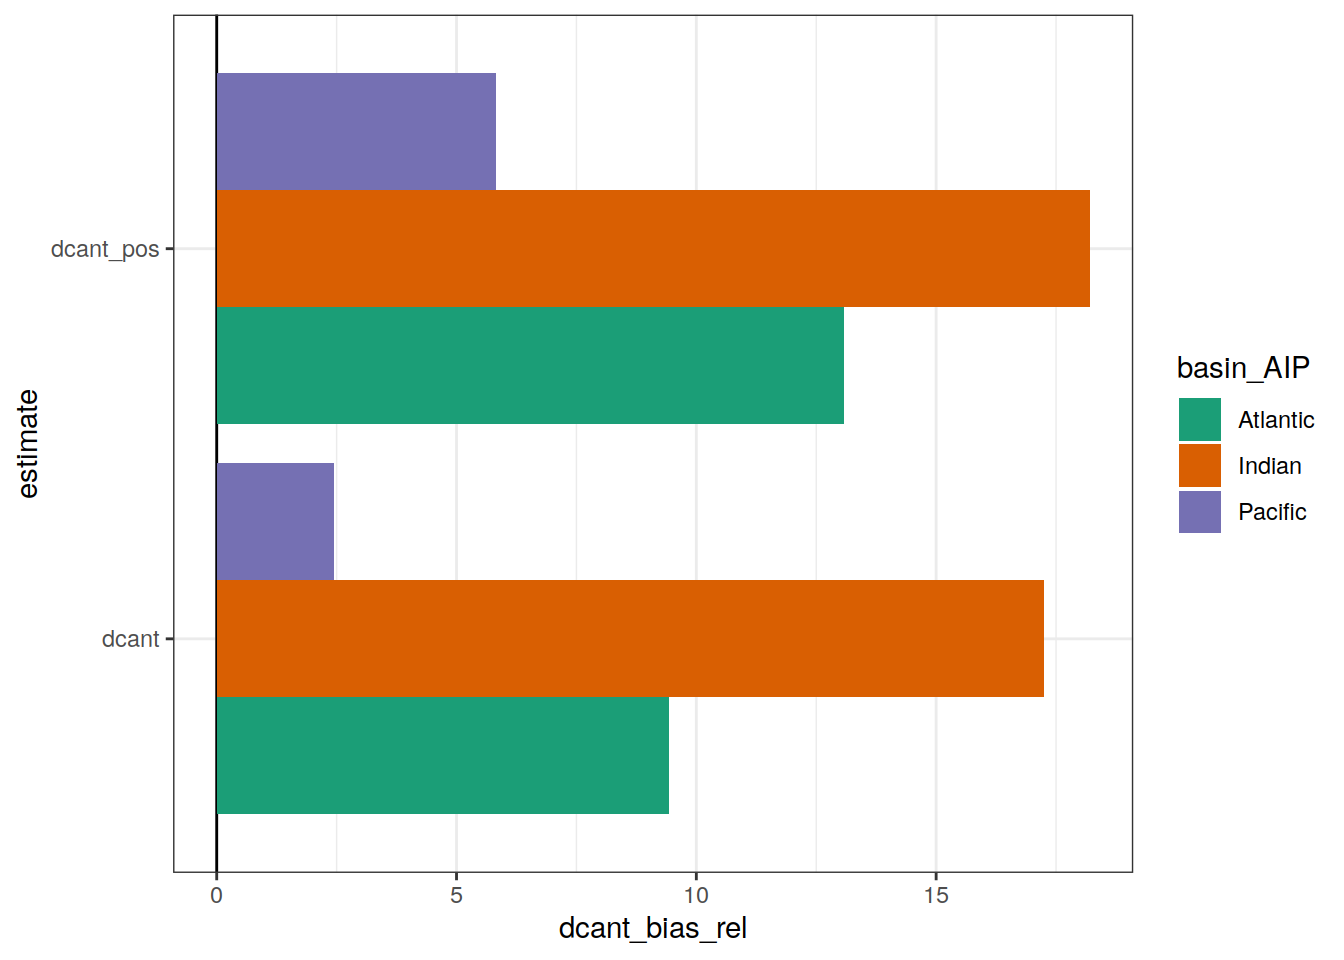 estimate
dcant_pos
dcant
0 5 10 15
dcant_bias_rel
basin_AIP
Atlantic
Indian
Pacific